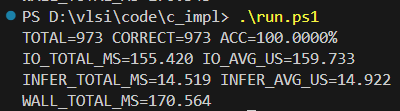 PS D:\vlsi\code\c_impl> .\run.ps1
TOTAL=973 CORRECT=973 ACC=100.0000%
IO_TOTAL_MS=155.420 IO_AVG_US=159.733
INFER_TOTAL_MS=14.519 INFER_AVG_US=14.922
WALL_TOTAL_MS=170.564